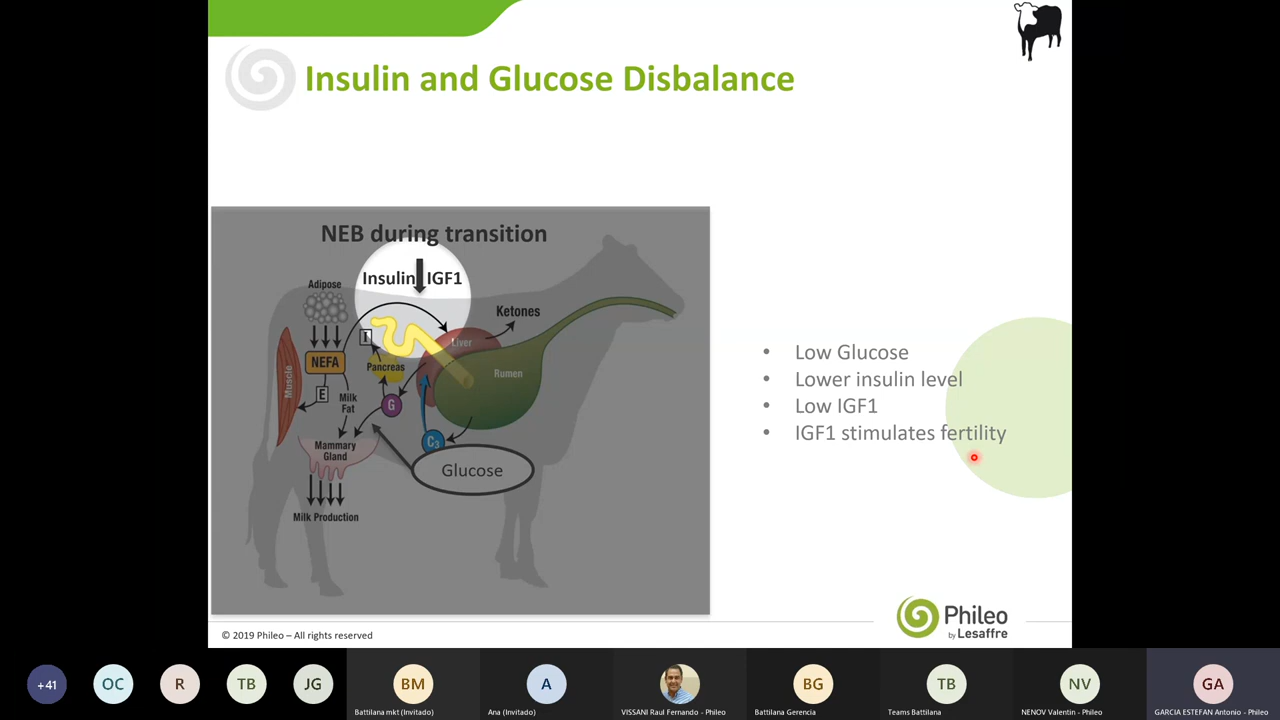 Insulin and Glucose Disbalance
NEB during transition
Insulin IGF1
Adipose
Ketones
I
Liver
NEFA
Pancreas
Rumen
Muscle
E
Milk
Fat
G
C3
Mammary
Gland
Glucose
Milk Production
• Low Glucose
• Lower insulin level
• Low IGF1
• IGF1 stimulates fertility
Phileo
by Lesaffre
© 2019 Phileo – All rights reserved
+41
OC
R
TB
JG
BM
A
BG
TB
NV
GA
Battilana mkt (Invitado)
Ana (Invitado)
VISSANI Raul Fernando - Phileo
Battilana Gerencia
Teams Battilana
NENOV Valentin - Phileo
GARCIA ESTEFAN Antonio - Phileo